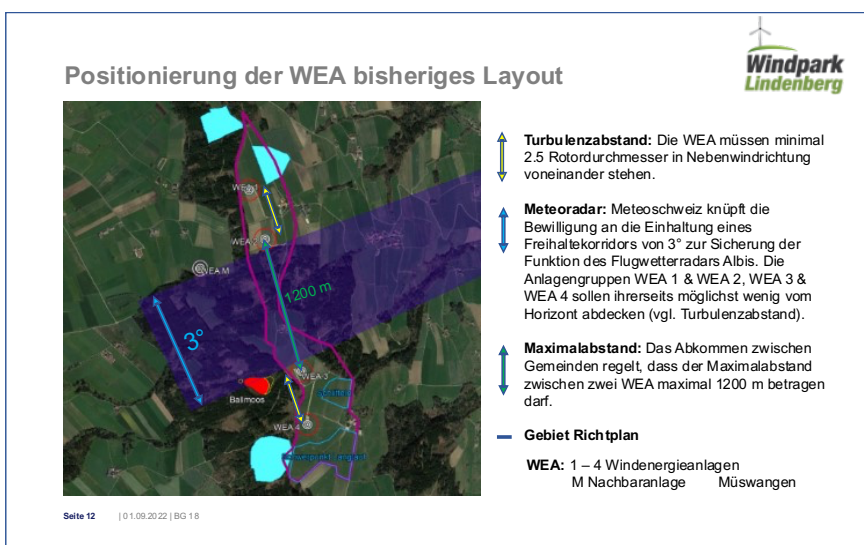 Windpark
Lindenberg
Positionierung der WEA bisheriges Layout
WEA 1
WEA 2
WEA M
1200 m
3°
WEA 3
Ballmoos
WEA 4
Turbulenzabstand: Die WEA müssen minimal
2.5 Rotordurchmesser in Nebenwindrichtung
voneinander stehen.
Meteoradar: Meteoschweiz knüpft die
Bewilligung an die Einhaltung eines
Freihaltekorridors von 3° zur Sicherung der
Funktion des Flugwetterradars Albis. Die
Anlagengruppen WEA 1 & WEA 2, WEA 3 &
WEA 4 sollen ihrerseits möglichst wenig vom
Horizont abdecken (vgl. Turbulenzabstand).
Maximalabstand: Das Abkommen zwischen
Gemeinden regelt, dass der Maximalabstand
zwischen zwei WEA maximal 1200 m betragen
darf.
Gebiet Richtplan
WEA: 1 – 4 Windenergieanlagen
M Nachbaranlage Müswangen
Seite 12 | 01.09.2022 | BG 18